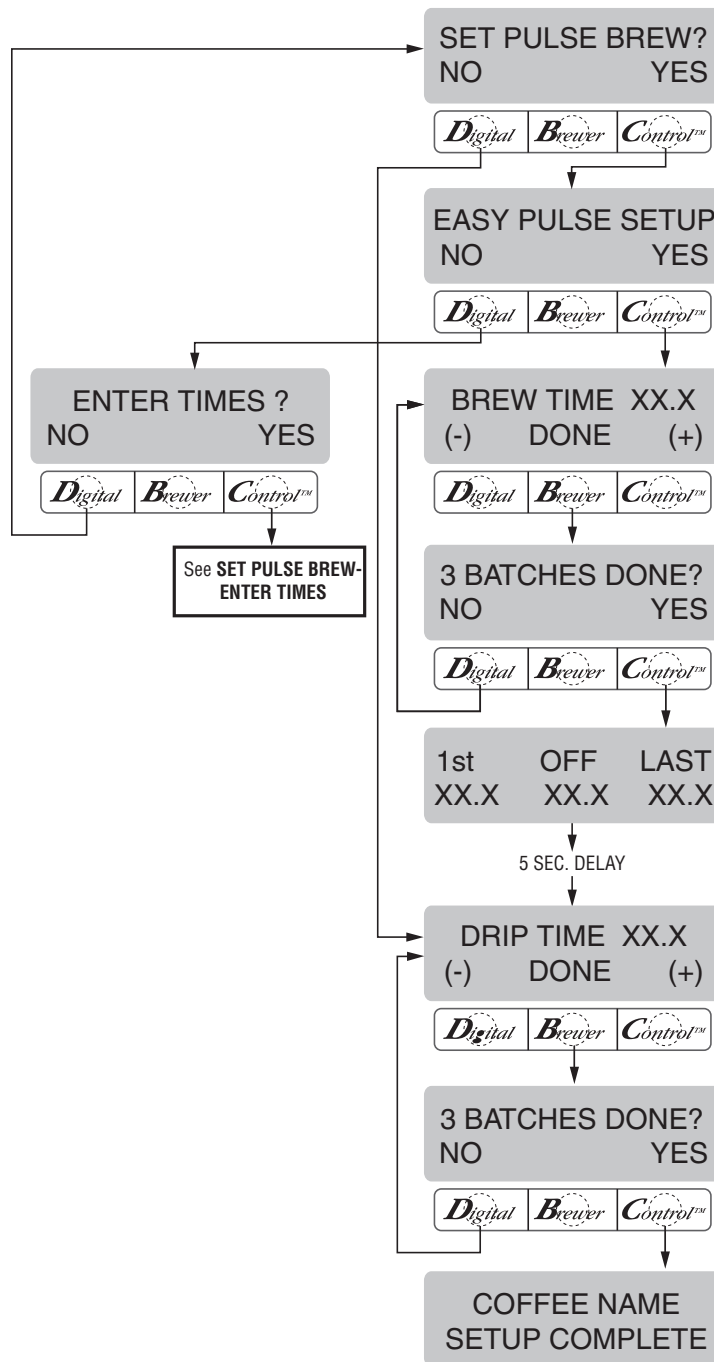 SET PULSE BREW?
NO YES
Digital Brewer Control™
EASY PULSE SETUP
NO YES
Digital Brewer Control™
ENTER TIMES ?
NO YES
Digital Brewer Control™
See SET PULSE BREW-
ENTER TIMES
BREW TIME XX.X
(-) DONE (+)
Digital Brewer Control™
3 BATCHES DONE?
NO YES
Digital Brewer Control™
1st OFF LAST
XX.X XX.X XX.X
5 SEC. DELAY
DRIP TIME XX.X
(-) DONE (+)
Digital Brewer Control™
3 BATCHES DONE?
NO YES
Digital Brewer Control™
COFFEE NAME
SETUP COMPLETE